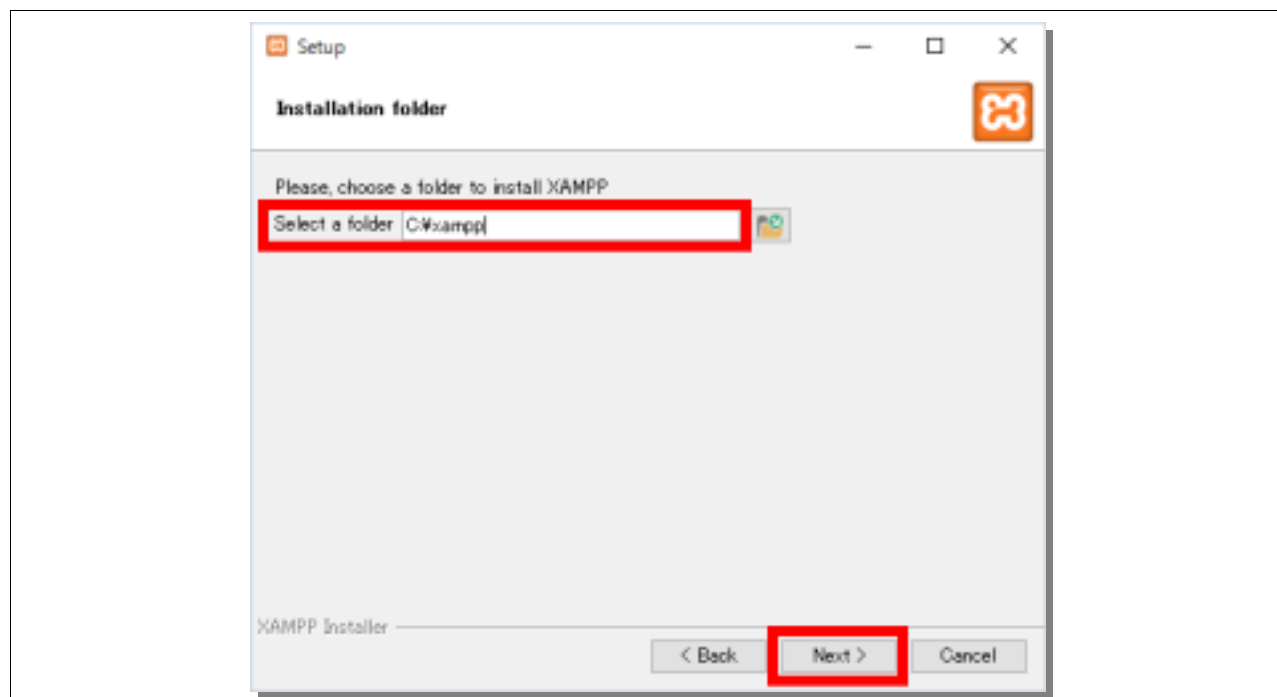 Setup
Installation folder
Please, choose a folder to install XAMPP
Select a folder C:¥xampp
XAMPP Installer
< Back Next > Cancel